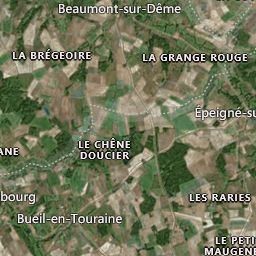 Beaumont-sur-Dême
LA BRÉGEOIRE
LA GRANGE ROUGE
Épeigné-su
LE CHÊNE
DOUCIER
ANE
bourg
LES RARIES
Bueil-en-Touraine
LE PETI
MAUGENE